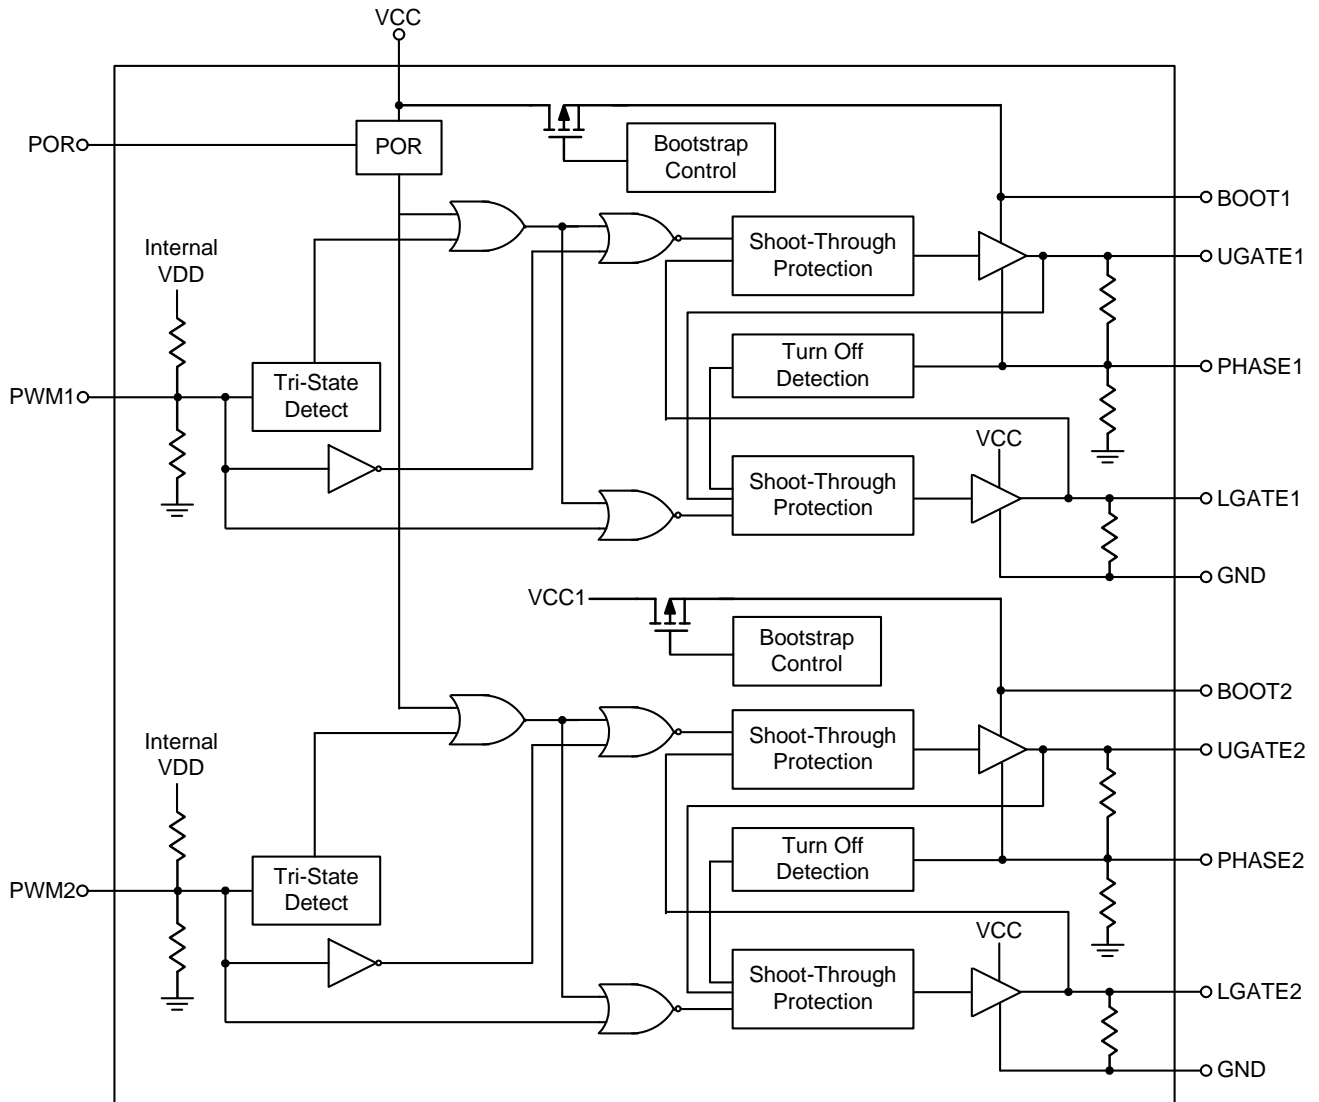 VCC
POR
POR
Bootstrap
Control
BOOT1
Internal
VDD
Shoot-Through
Protection
UGATE1
Turn Off
Detection
PHASE1
PWM1
Tri-State
Detect
VCC
Shoot-Through
Protection
LGATE1
GND
VCC1
Bootstrap
Control
BOOT2
Internal
VDD
Shoot-Through
Protection
UGATE2
Turn Off
Detection
PHASE2
PWM2
Tri-State
Detect
VCC
Shoot-Through
Protection
LGATE2
GND